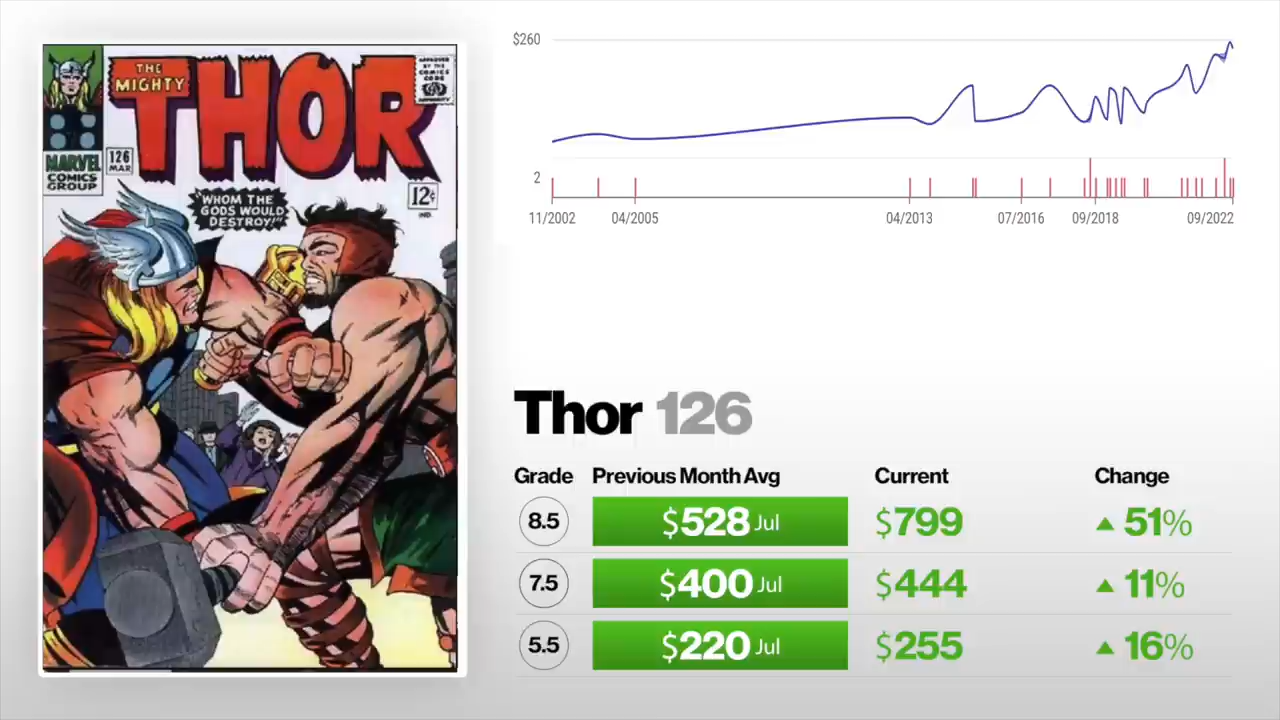 THE
MIGHTY
THOR
APPROVED
BY THE
COMICS
CODE
AUTHORITY
MARVEL
COMICS
GROUP
126
MAR
12¢
IND.
"WHOM THE
GODS WOULD
DESTROY!"
$260
2
11/2002 04/2005 04/2013 07/2016 09/2018 09/2022
Thor 126
Grade Previous Month Avg Current Change
8.5 $528 Jul $799 ▲ 51%
7.5 $400 Jul $444 ▲ 11%
5.5 $220 Jul $255 ▲ 16%